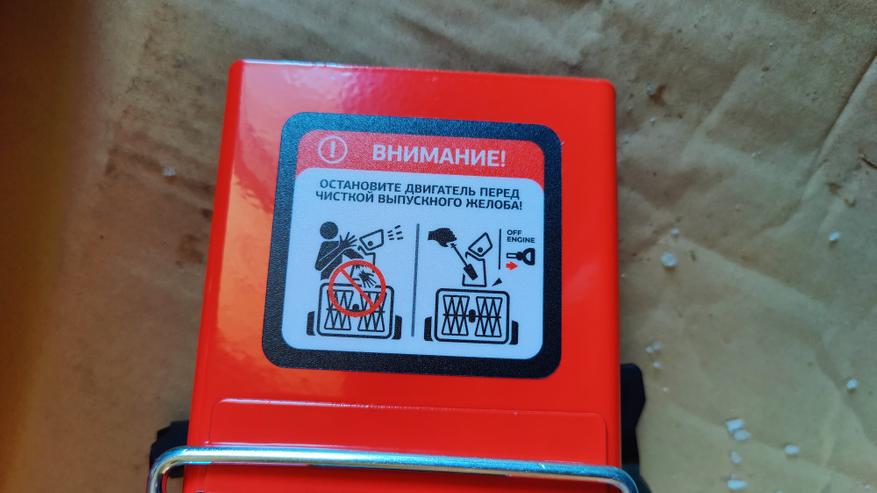 ВНИМАНИЕ!
ОСТАНОВИТЕ ДВИГАТЕЛЬ ПЕРЕД
ЧИСТКОЙ ВЫПУСКНОГО ЖЕЛОБА!
OFF
ENGINE